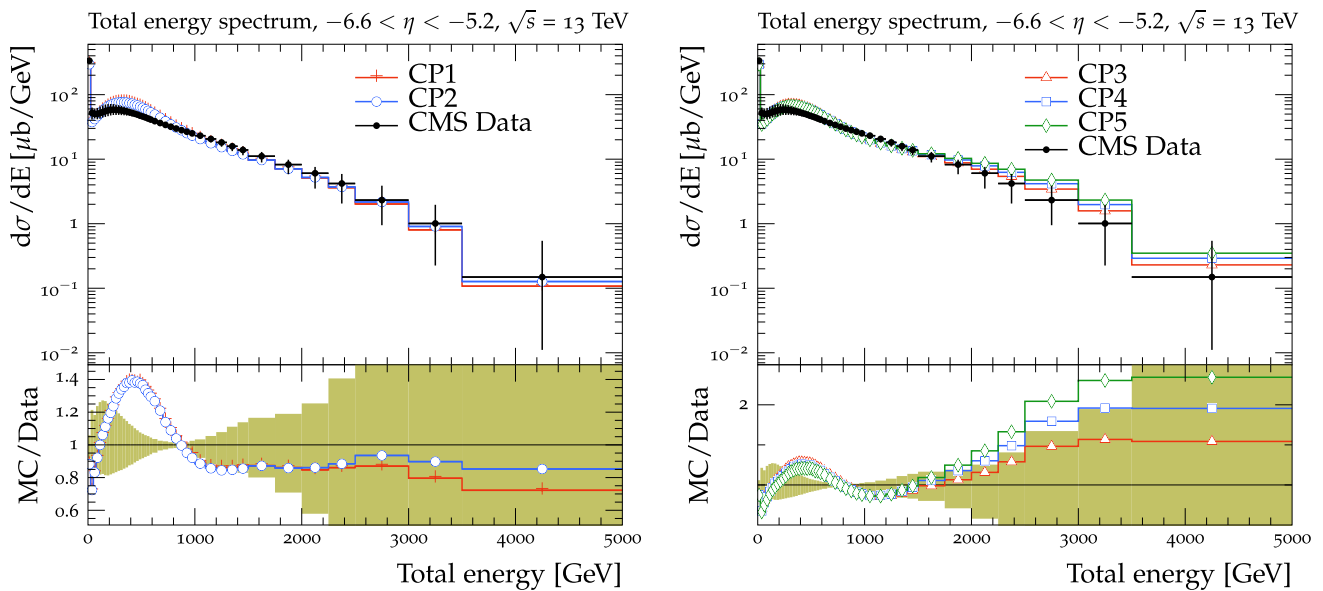 Total energy spectrum, −6.6 < η < −5.2, √s = 13 TeV
dσ/dE [μb/GeV]
10²
10¹
1
10⁻¹
10⁻²
CP1
CP2
CMS Data
MC/Data
1.4
1.2
1
0.8
0.6
0
1000
2000
3000
4000
5000
Total energy [GeV]
Total energy spectrum, −6.6 < η < −5.2, √s = 13 TeV
dσ/dE [μb/GeV]
10²
10¹
1
10⁻¹
10⁻²
CP3
CP4
CP5
CMS Data
MC/Data
2
0
1000
2000
3000
4000
5000
Total energy [GeV]